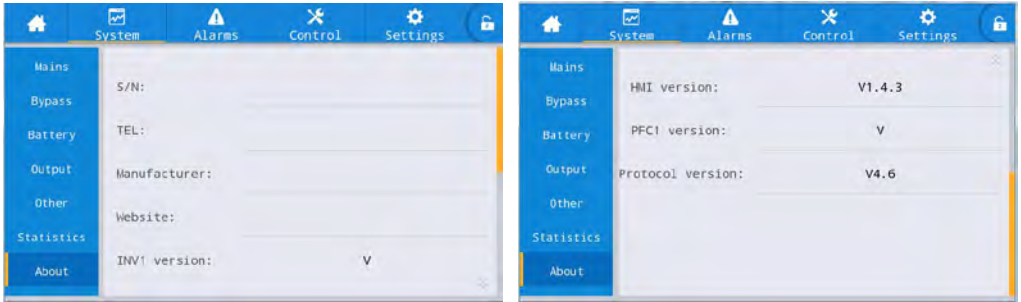 System Alarms Control Settings
Mains
Bypass
Battery
Output
Other
Statistics
About
S/N:
TEL:
Manufacturer:
Website:
INV1 version: V
System Alarms Control Settings
Mains
Bypass
Battery
Output
Other
Statistics
About
HMI version: V1.4.3
PFC1 version: V
Protocol version: V4.6